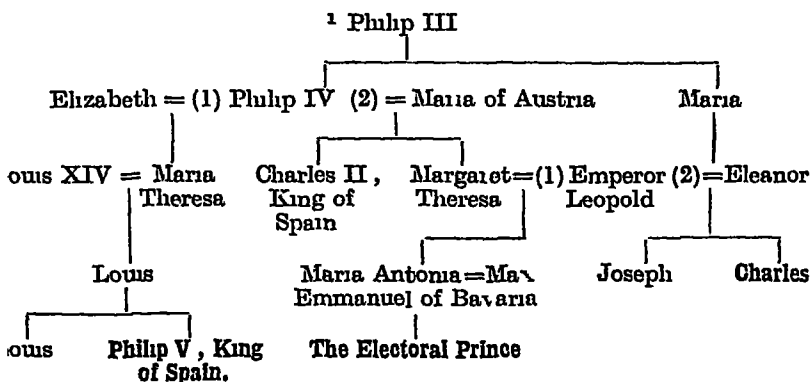 ¹ Philip III
Elizabeth = (1) Philip IV (2) = Maria of Austria Maria
ouis XIV = Maria Charles II, Margaret=(1) Emperor (2)=Eleanor
Theresa King of Theresa Leopold
Spain
Louis Maria Antonia=Max Joseph Charles
Emmanuel of Bavaria
ouis Philip V, King The Electoral Prince
of Spain.